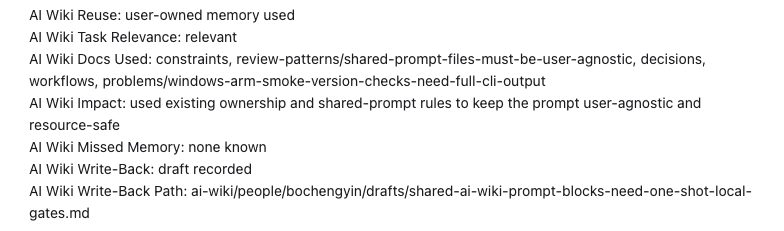 AI Wiki Reuse: user-owned memory used
AI Wiki Task Relevance: relevant
AI Wiki Docs Used: constraints, review-patterns/shared-prompt-files-must-be-user-agnostic, decisions,
workflows, problems/windows-arm-smoke-version-checks-need-full-cli-output
AI Wiki Impact: used existing ownership and shared-prompt rules to keep the prompt user-agnostic and
resource-safe
AI Wiki Missed Memory: none known
AI Wiki Write-Back: draft recorded
AI Wiki Write-Back Path: ai-wiki/people/bochengyin/drafts/shared-ai-wiki-prompt-blocks-need-one-shot-local-
gates.md